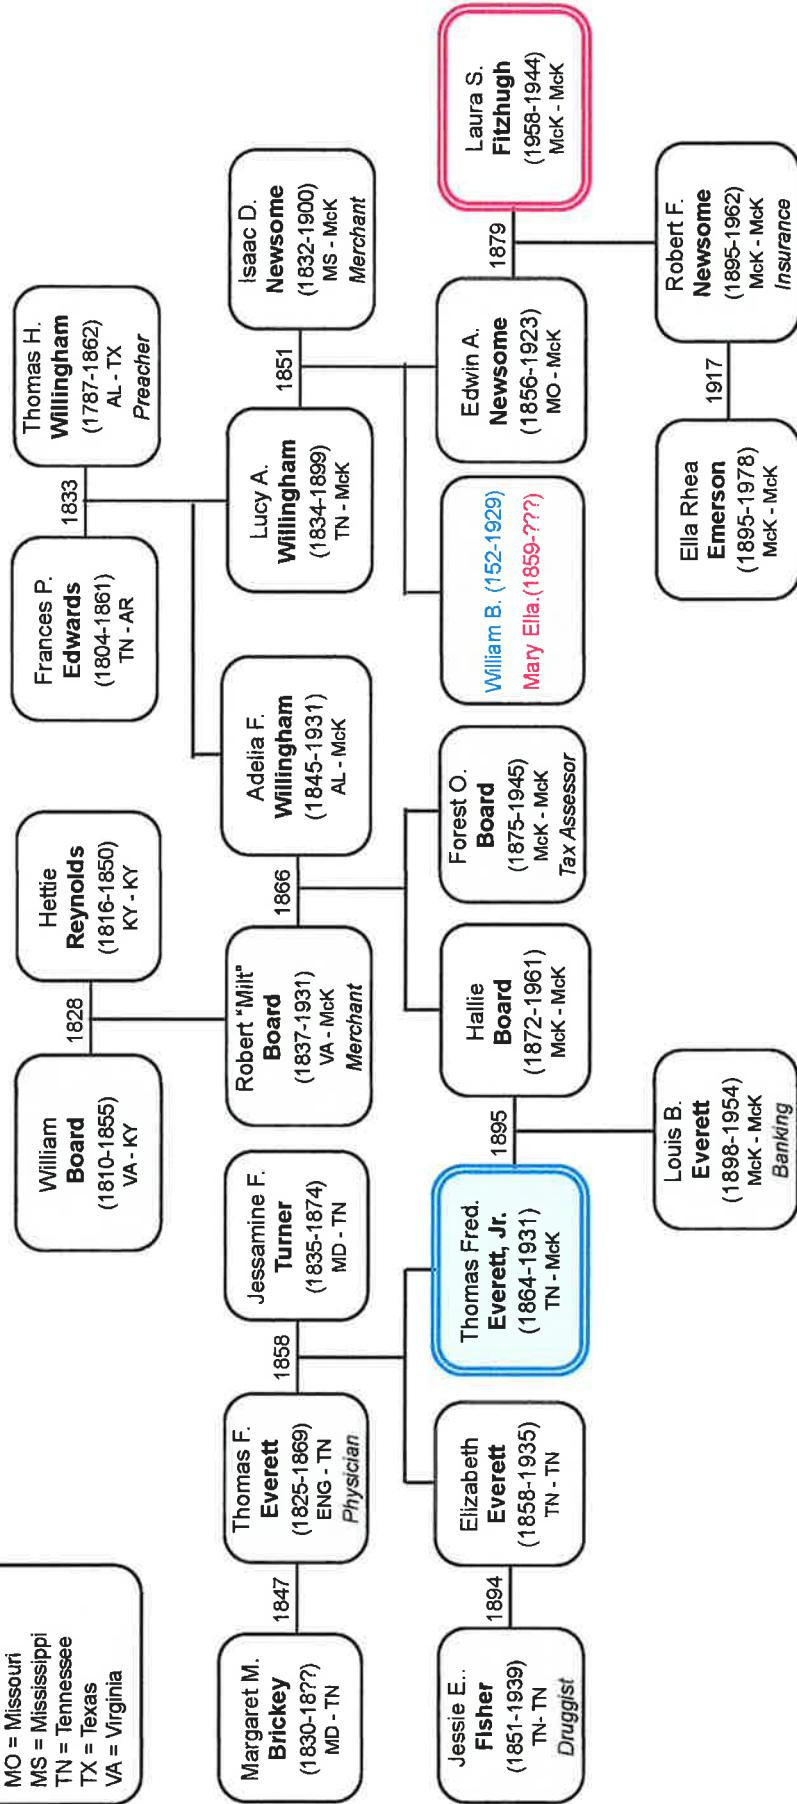 MO = Missouri
MS = Mississippi
TN = Tennessee
TX = Texas
VA = Virginia
William
Board
(1810-1855)
VA - KY
1828
Hettie
Reynolds
(1816-1850)
KY - KY
Frances P.
Edwards
(1804-1861)
TN - AR
1833
Thomas H.
Willingham
(1787-1862)
AL - TX
Preacher
Margaret M.
Brickey
(1830-18??)
MD - TN
1847
Thomas F.
Everett
(1825-1869)
ENG - TN
Physician
1858
Jessamine F.
Turner
(1835-1874)
MD - TN
Robert "Milt"
Board
(1837-1931)
VA - McK
Merchant
1866
Adelia F.
Willingham
(1845-1931)
AL - McK
Lucy A.
Willingham
(1834-1899)
TN - McK
1851
Isaac D.
Newsome
(1832-1900)
MS - McK
Merchant
Jessie E..
FIsher
(1851-1939)
TN- TN
Druggist
1894
Elizabeth
Everett
(1858-1935)
TN - TN
Thomas Fred.
Everett, Jr.
(1864-1931)
TN - McK
1895
Hallie
Board
(1872-1961)
McK - McK
Forest O.
Board
(1875-1945)
McK - McK
Tax Assessor
William B. (152-1929)
Mary Ella.(1859-???)
Edwin A.
Newsome
(1856-1923)
MO - McK
1879
Laura S.
Fitzhugh
(1958-1944)
McK - McK
Louis B.
Everett
(1898-1954)
McK - McK
Banking
Ella Rhea
Emerson
(1895-1978)
McK - McK
1917
Robert F.
Newsome
(1895-1962)
McK - McK
Insurance